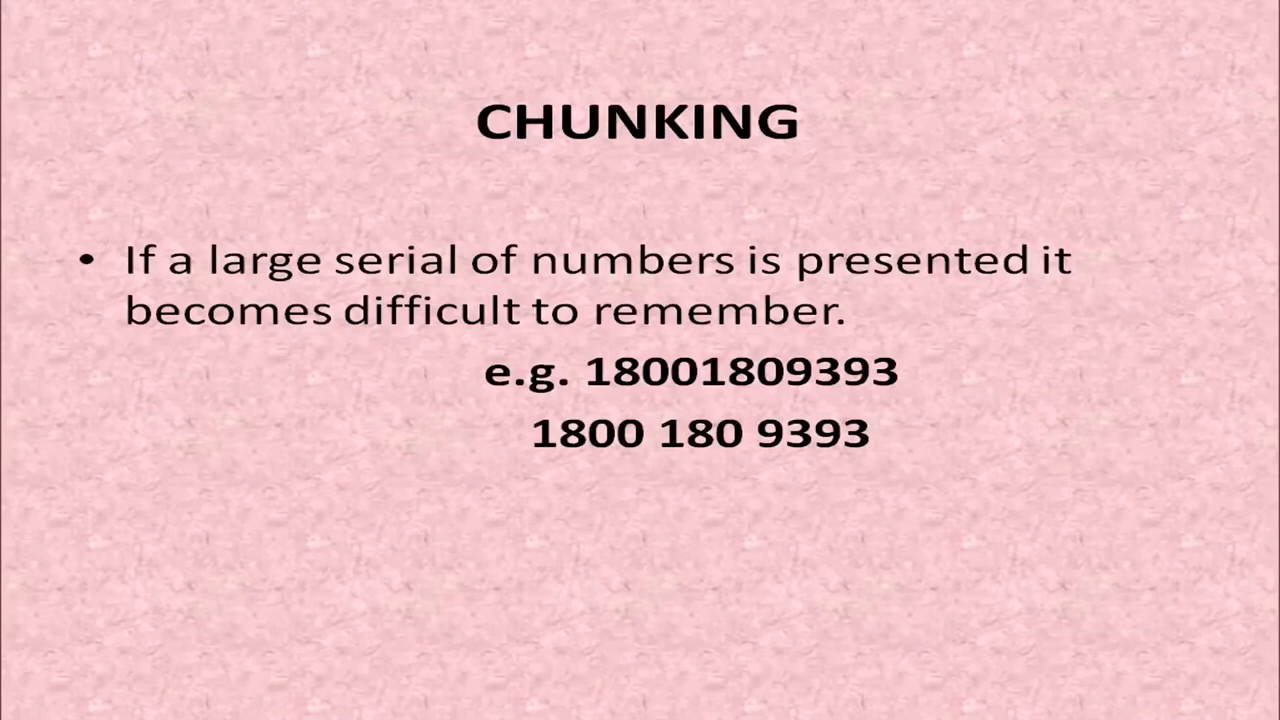 CHUNKING
• If a large serial of numbers is presented it
becomes difficult to remember.
e.g. 18001809393
1800 180 9393